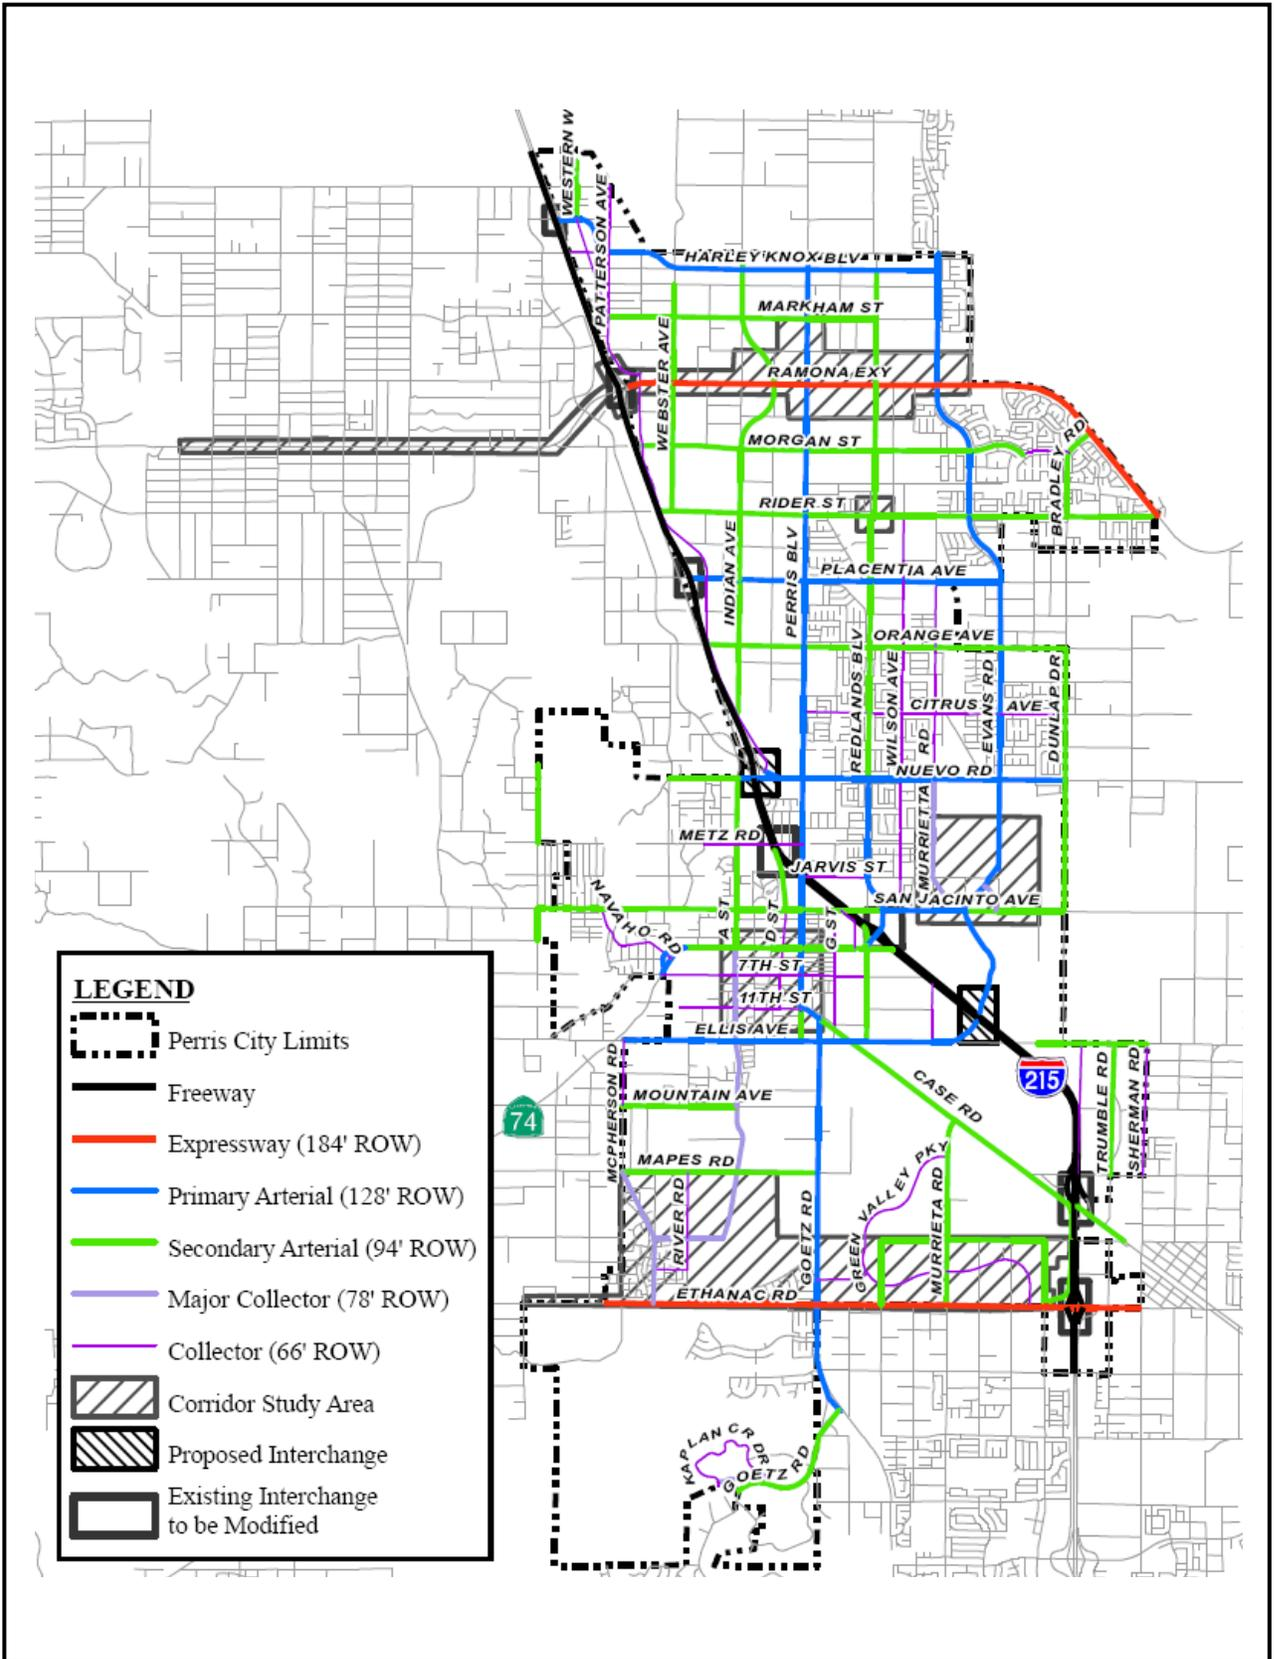 WESTERN W
PATTERSON AVE
HARLEY KNOX BLV
MARKHAM ST
WEBSTER AVE
RAMONA EXY
MORGAN ST
BRADLEY RD
RIDER ST
INDIAN AVE
PERRIS BLV
PLACENTIA AVE
ORANGE AVE
REDLANDS BLV
WILSON AVE
CITRUS AVE
EVANS RD
DUNLAP DR
MURRIETTA RD
NUEVO RD
METZ RD
JARVIS ST
SAN JACINTO AVE
NAVAHO RD
A ST
D ST
G ST
7TH ST
11TH ST
ELLIS AVE
MCPHERSON RD
MOUNTAIN AVE
CASE RD
215
TRUMBLE RD
SHERMAN RD
74
MAPES RD
RIVER RD
GOETZ RD
GREEN VALLEY PKY
MURRIETA RD
ETHANAC RD
KAPLAN CR DR
GOETZ RD
LEGEND
Perris City Limits
Freeway
Expressway (184' ROW)
Primary Arterial (128' ROW)
Secondary Arterial (94' ROW)
Major Collector (78' ROW)
Collector (66' ROW)
Corridor Study Area
Proposed Interchange
Existing Interchange
to be Modified